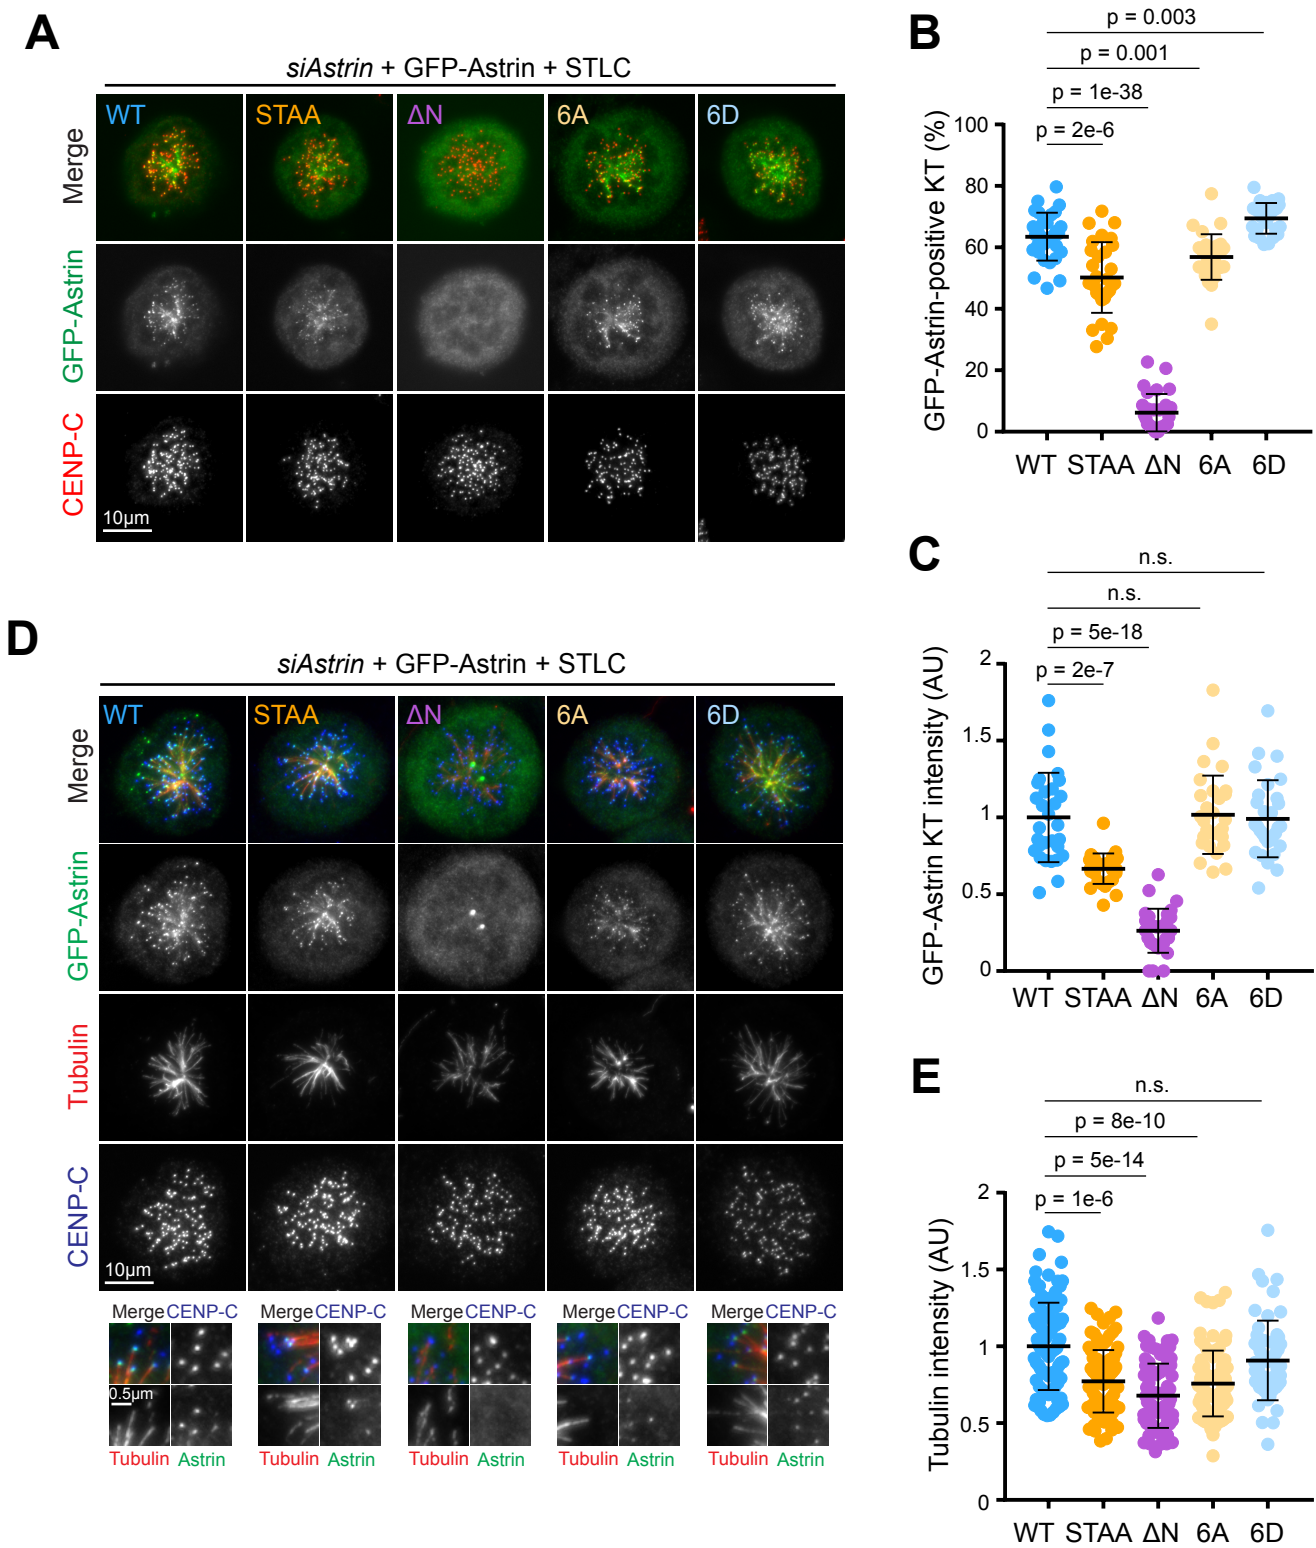 A
siAstrin + GFP-Astrin + STLC
WT
STAA
ΔN
6A
6D
Merge
GFP-Astrin
CENP-C
10µm
B
p = 0.003
p = 0.001
p = 1e-38
p = 2e-6
GFP-Astrin-positive KT (%)
100
80
60
40
20
0
WT STAA ΔN 6A 6D
C
n.s.
n.s.
p = 5e-18
p = 2e-7
GFP-Astrin KT intensity (AU)
2
1.5
1
0.5
0
WT STAA ΔN 6A 6D
D
siAstrin + GFP-Astrin + STLC
WT
STAA
ΔN
6A
6D
Merge
GFP-Astrin
Tubulin
CENP-C
10µm
Merge CENP-C
Merge CENP-C
Merge CENP-C
Merge CENP-C
Merge CENP-C
0.5µm
Tubulin Astrin
Tubulin Astrin
Tubulin Astrin
Tubulin Astrin
Tubulin Astrin
E
n.s.
p = 8e-10
p = 5e-14
p = 1e-6
Tubulin intensity (AU)
2
1.5
1
0.5
0
WT STAA ΔN 6A 6D